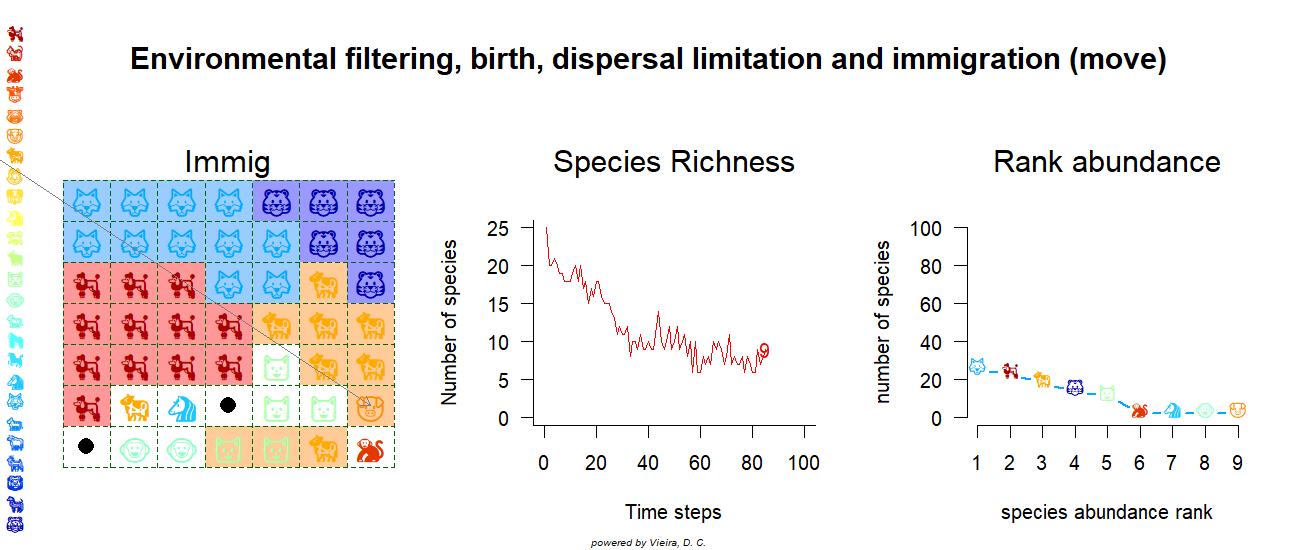 Environmental filtering, birth, dispersal limitation and immigration (move)
Immig
Species Richness
Rank abundance
Number of species
25
20
15
10
5
0
9
0 20 40 60 80 100
Time steps
number of species
100
80
60
40
20
0
1 2 3 4 5 6 7 8 9
species abundance rank
powered by Vieira, D. C.